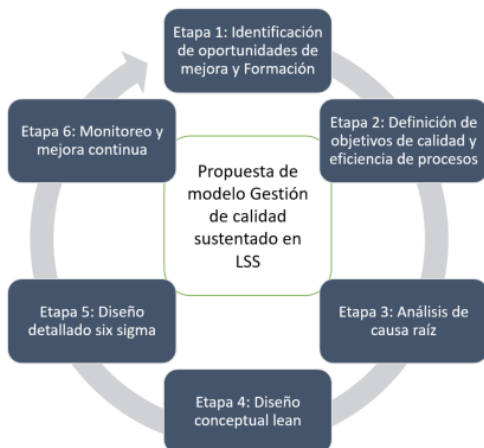 Etapa 1: Identificación
de oportunidades de
mejora y Formación
Etapa 2: Definición de
objetivos de calidad y
eficiencia de procesos
Etapa 3: Análisis de
causa raíz
Etapa 4: Diseño
conceptual lean
Etapa 5: Diseño
detallado six sigma
Etapa 6: Monitoreo y
mejora continua
Propuesta de
modelo Gestión
de calidad
sustentado en
LSS